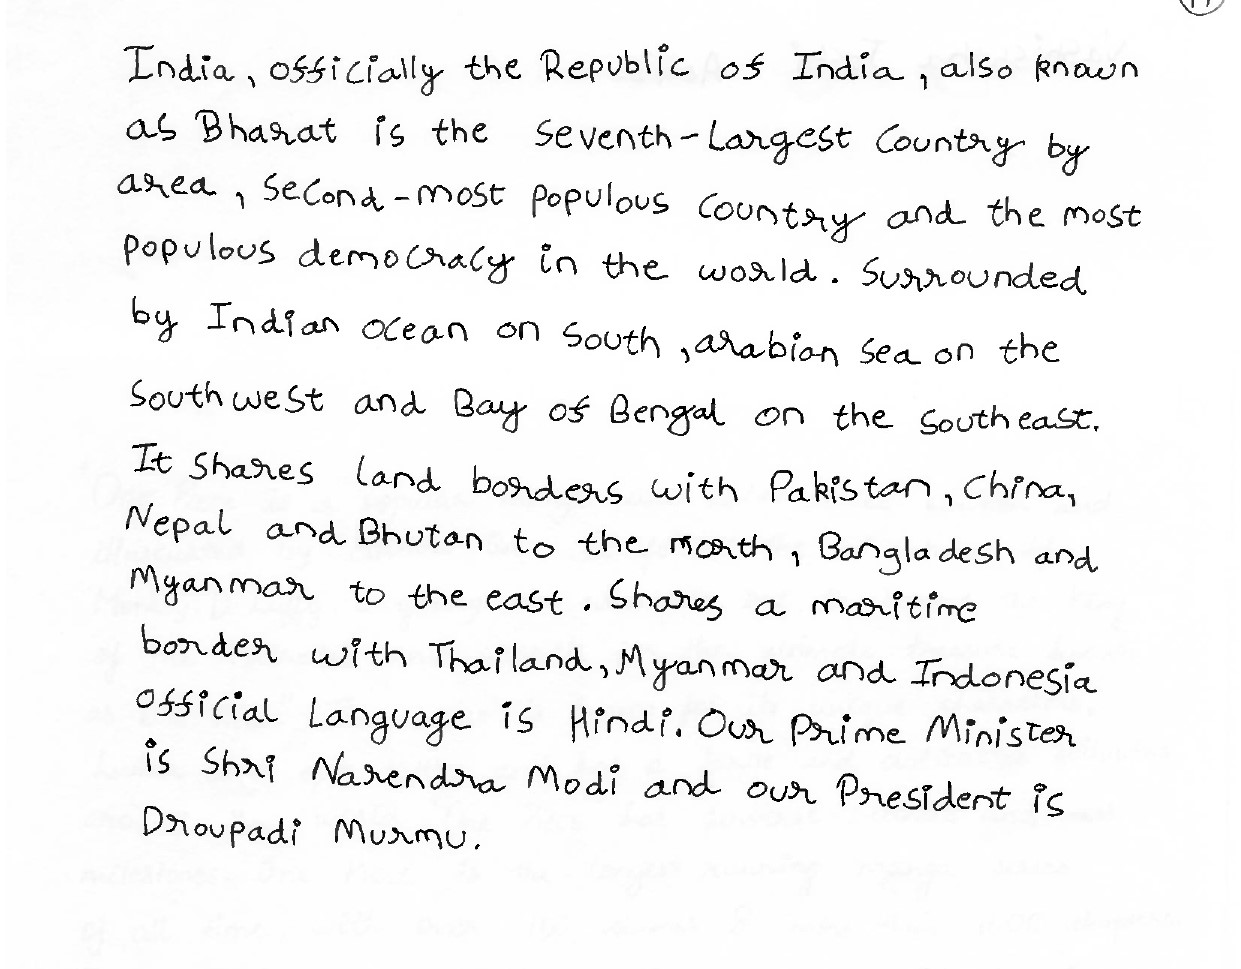 India, officially the Republic of India, also known
as Bharat is the seventh-Largest Country by
area, Second-most populous country and the most
populous democracy in the world. Surrounded
by Indian ocean on South, arabian Sea on the
Southwest and Bay of Bengal on the Southeast.
It Shares land borders with Pakistan, China,
Nepal and Bhutan to the north, Bangladesh and
Myanmar to the east. Shares a maritime
border with Thailand, Myanmar and Indonesia
official Language is Hindi. Our Prime Minister
is Shri Narendra Modi and our President is
Droupadi Murmu.